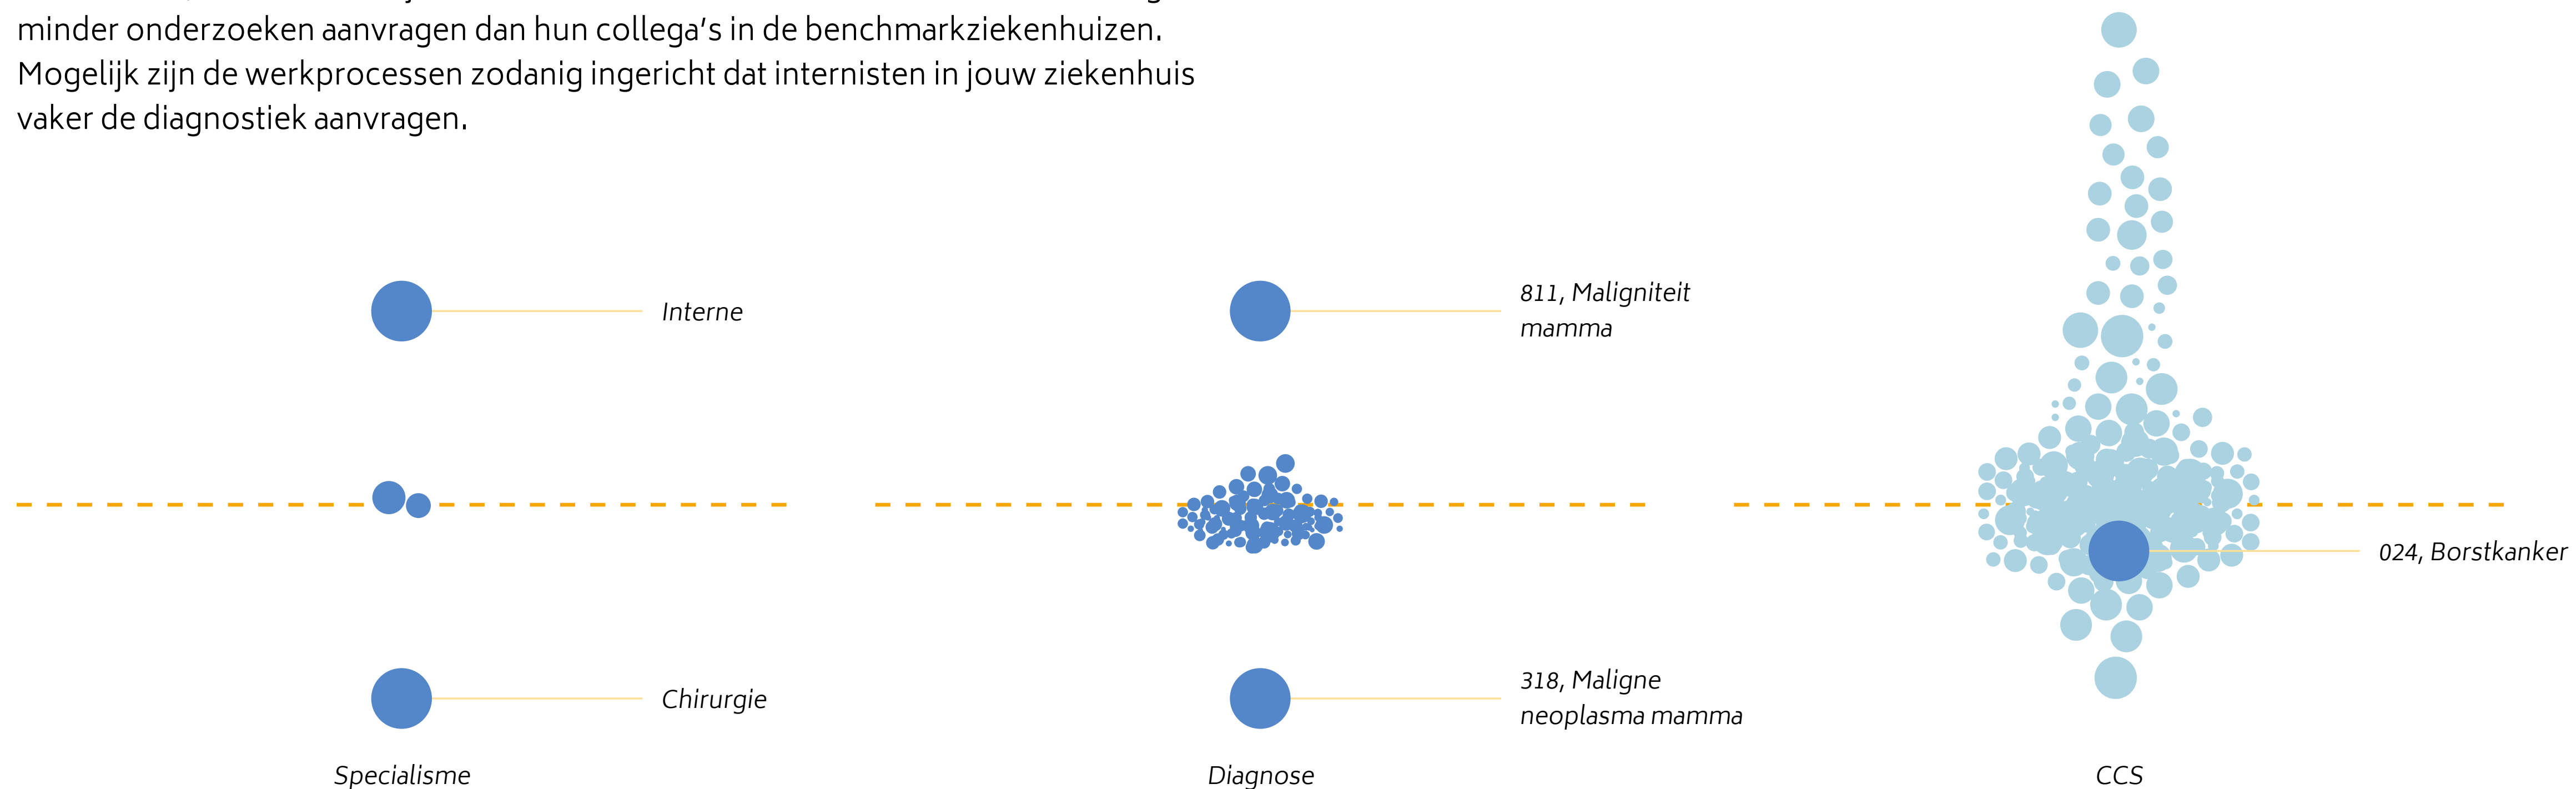 minder onderzoeken aanvragen dan hun collega's in de benchmarkziekenhuizen.
Mogelijk zijn de werkprocessen zodanig ingericht dat internisten in jouw ziekenhuis
vaker de diagnostiek aanvragen.
Interne
811, Maligniteit
mamma
024, Borstkanker
Chirurgie
318, Maligne
neoplasma mamma
Specialisme
Diagnose
CCS